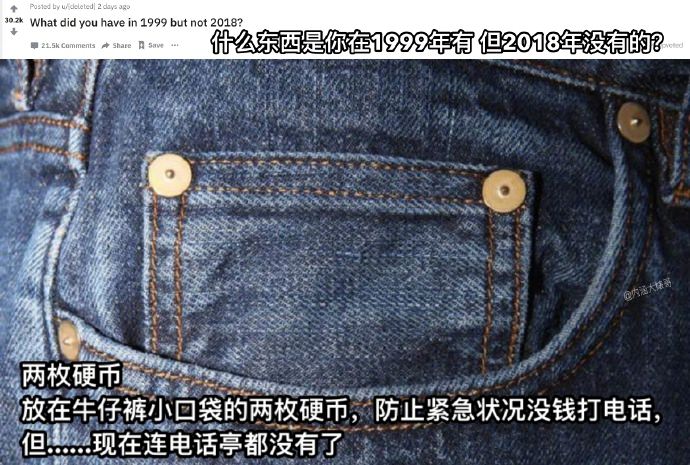 Posted by u/[deleted] 2 days ago
30.2k
What did you have in 1999 but not 2018?
21.5k Comments Share Save ...
什么东西是你在1999年有 但2018年没有的?
@内涵大妹哥
两枚硬币
放在牛仔裤小口袋的两枚硬币，防止紧急状况没钱打电话，
但......现在连电话亭都没有了